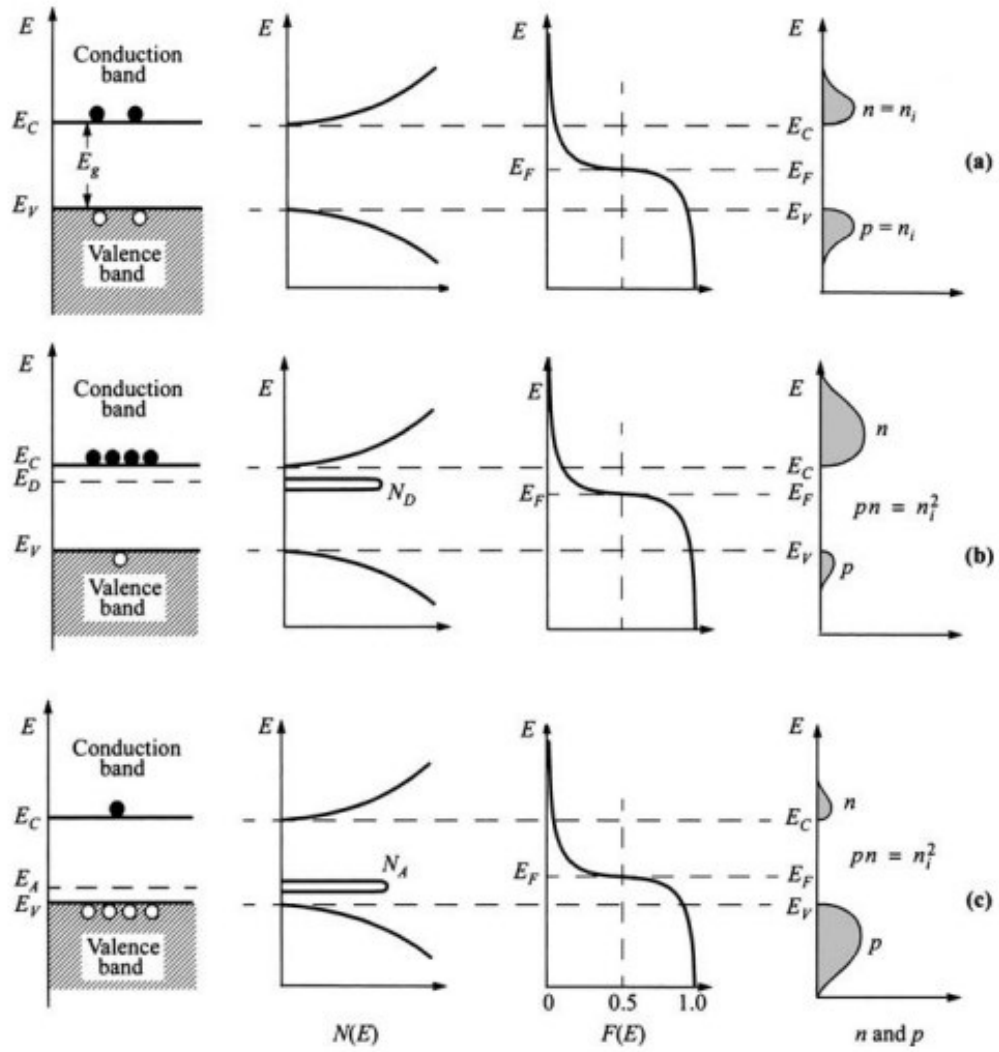 E
E
E
E
Conduction
band
n = n_i
E_C
E_C
E_g
(a)
E_F
E_F
E_V
E_V
p = n_i
Valence
band
E
E
E
E
Conduction
band
n
E_C
E_C
E_D
N_D
E_F
E_F
pn = n_i^2
E_V
E_V
(b)
p
Valence
band
E
E
E
E
Conduction
band
n
E_C
E_C
pn = n_i^2
N_A
E_A
E_F
E_F
E_V
E_V
(c)
Valence
band
p
0 0.5 1.0
N(E) F(E) n and p